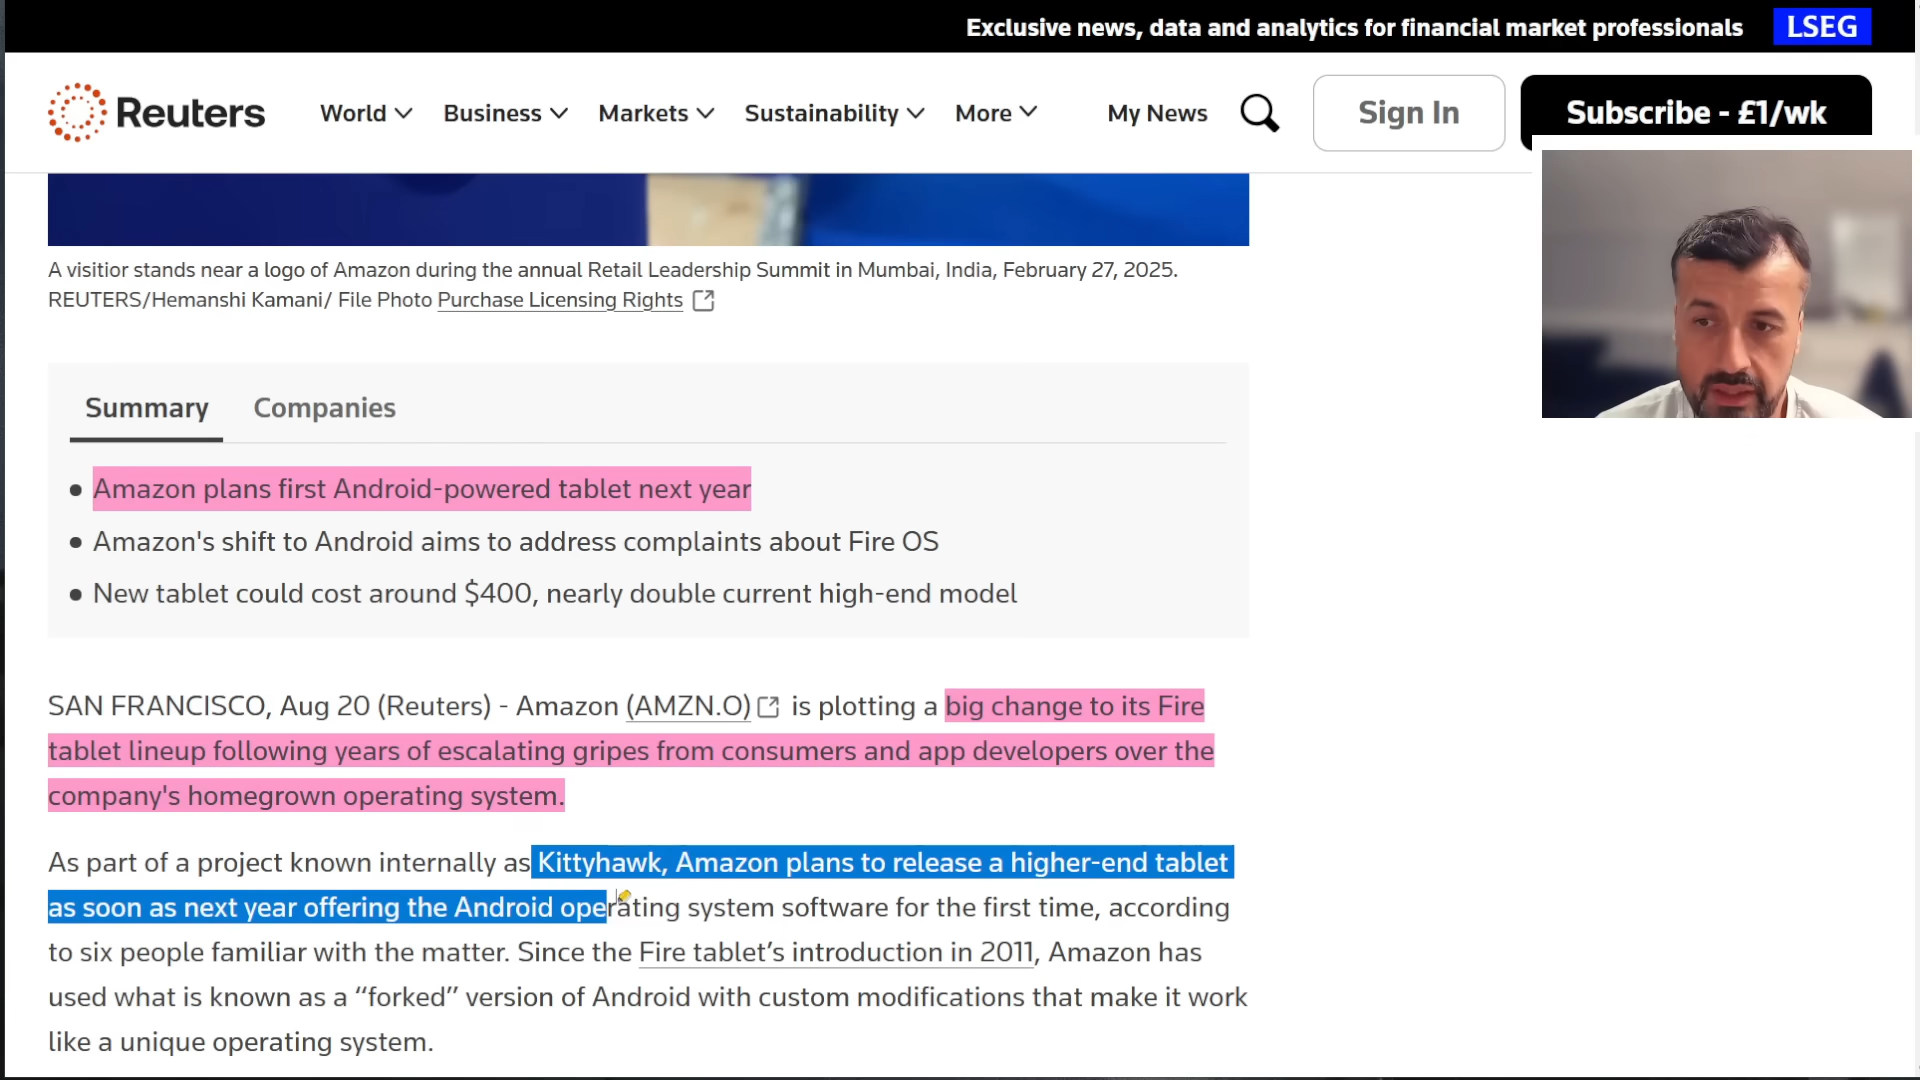 Exclusive news, data and analytics for financial market professionals LSEG
Reuters World Business Markets Sustainability More My News Sign In Subscribe - £1/wk
A visitior stands near a logo of Amazon during the annual Retail Leadership Summit in Mumbai, India, February 27, 2025.
REUTERS/Hemanshi Kamani/ File Photo Purchase Licensing Rights
Summary Companies
Amazon plans first Android-powered tablet next year
Amazon's shift to Android aims to address complaints about Fire OS
New tablet could cost around $400, nearly double current high-end model
SAN FRANCISCO, Aug 20 (Reuters) - Amazon (AMZN.O) is plotting a big change to its Fire
tablet lineup following years of escalating gripes from consumers and app developers over the
company's homegrown operating system.
As part of a project known internally as Kittyhawk, Amazon plans to release a higher-end tablet
as soon as next year offering the Android operating system software for the first time, according
to six people familiar with the matter. Since the Fire tablet’s introduction in 2011, Amazon has
used what is known as a “forked” version of Android with custom modifications that make it work
like a unique operating system.